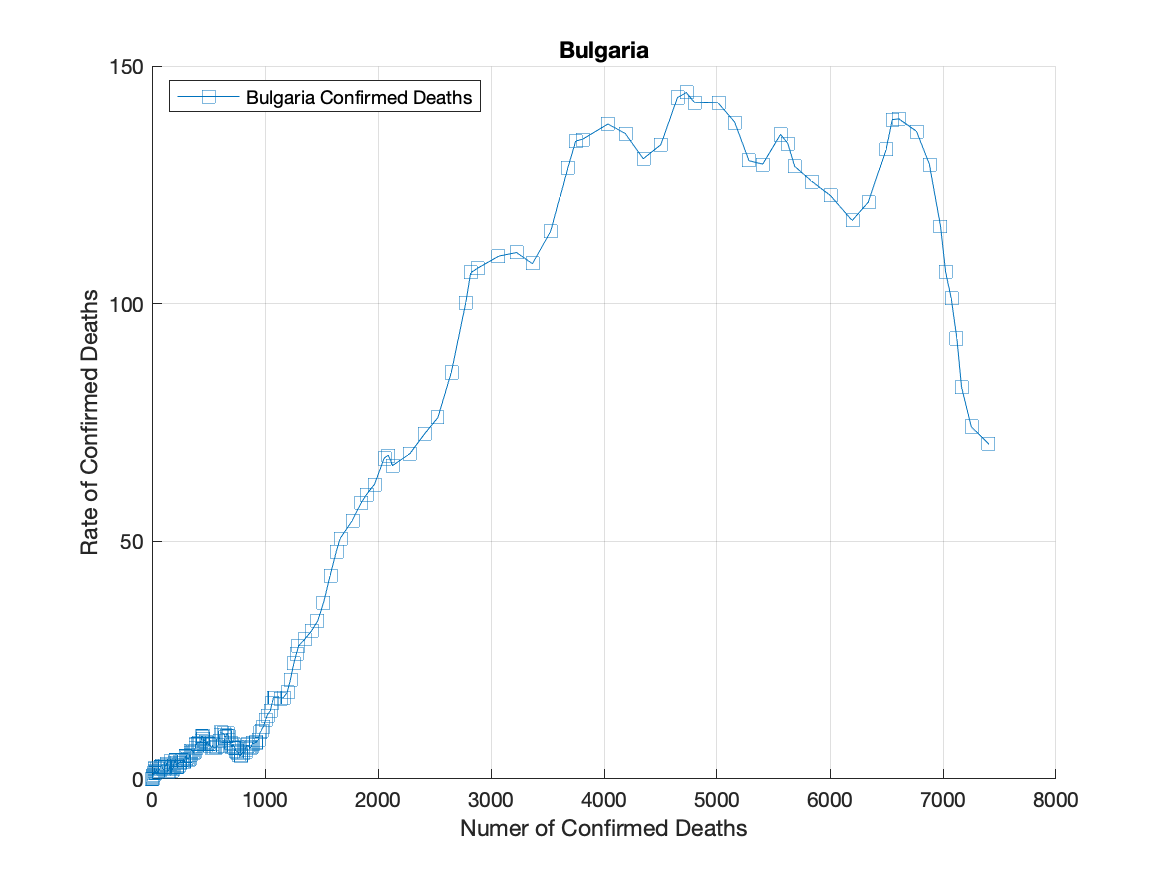 Bulgaria
Bulgaria Confirmed Deaths
150
100
50
0
Rate of Confirmed Deaths
0 1000 2000 3000 4000 5000 6000 7000 8000
Numer of Confirmed Deaths